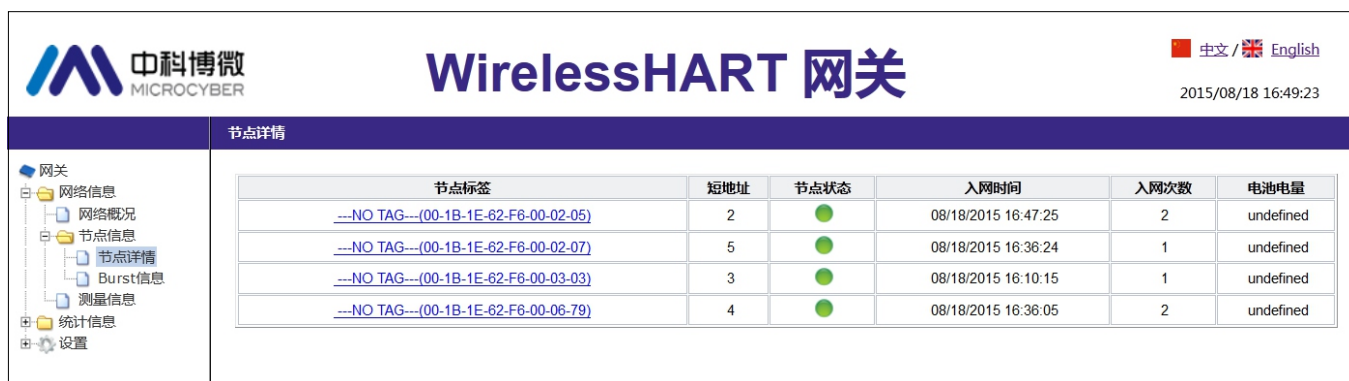 中科博微
MICROCYBER
WirelessHART 网关
中文 / English
2015/08/18 16:49:23
节点详情
网关
网络信息
网络概况
节点信息
节点详情
Burst信息
测量信息
统计信息
设置
节点标签 短地址 节点状态 入网时间 入网次数 电池电量
---NO TAG---(00-1B-1E-62-F6-00-02-05) 2 08/18/2015 16:47:25 2 undefined
---NO TAG---(00-1B-1E-62-F6-00-02-07) 5 08/18/2015 16:36:24 1 undefined
---NO TAG---(00-1B-1E-62-F6-00-03-03) 3 08/18/2015 16:10:15 1 undefined
---NO TAG---(00-1B-1E-62-F6-00-06-79) 4 08/18/2015 16:36:05 2 undefined